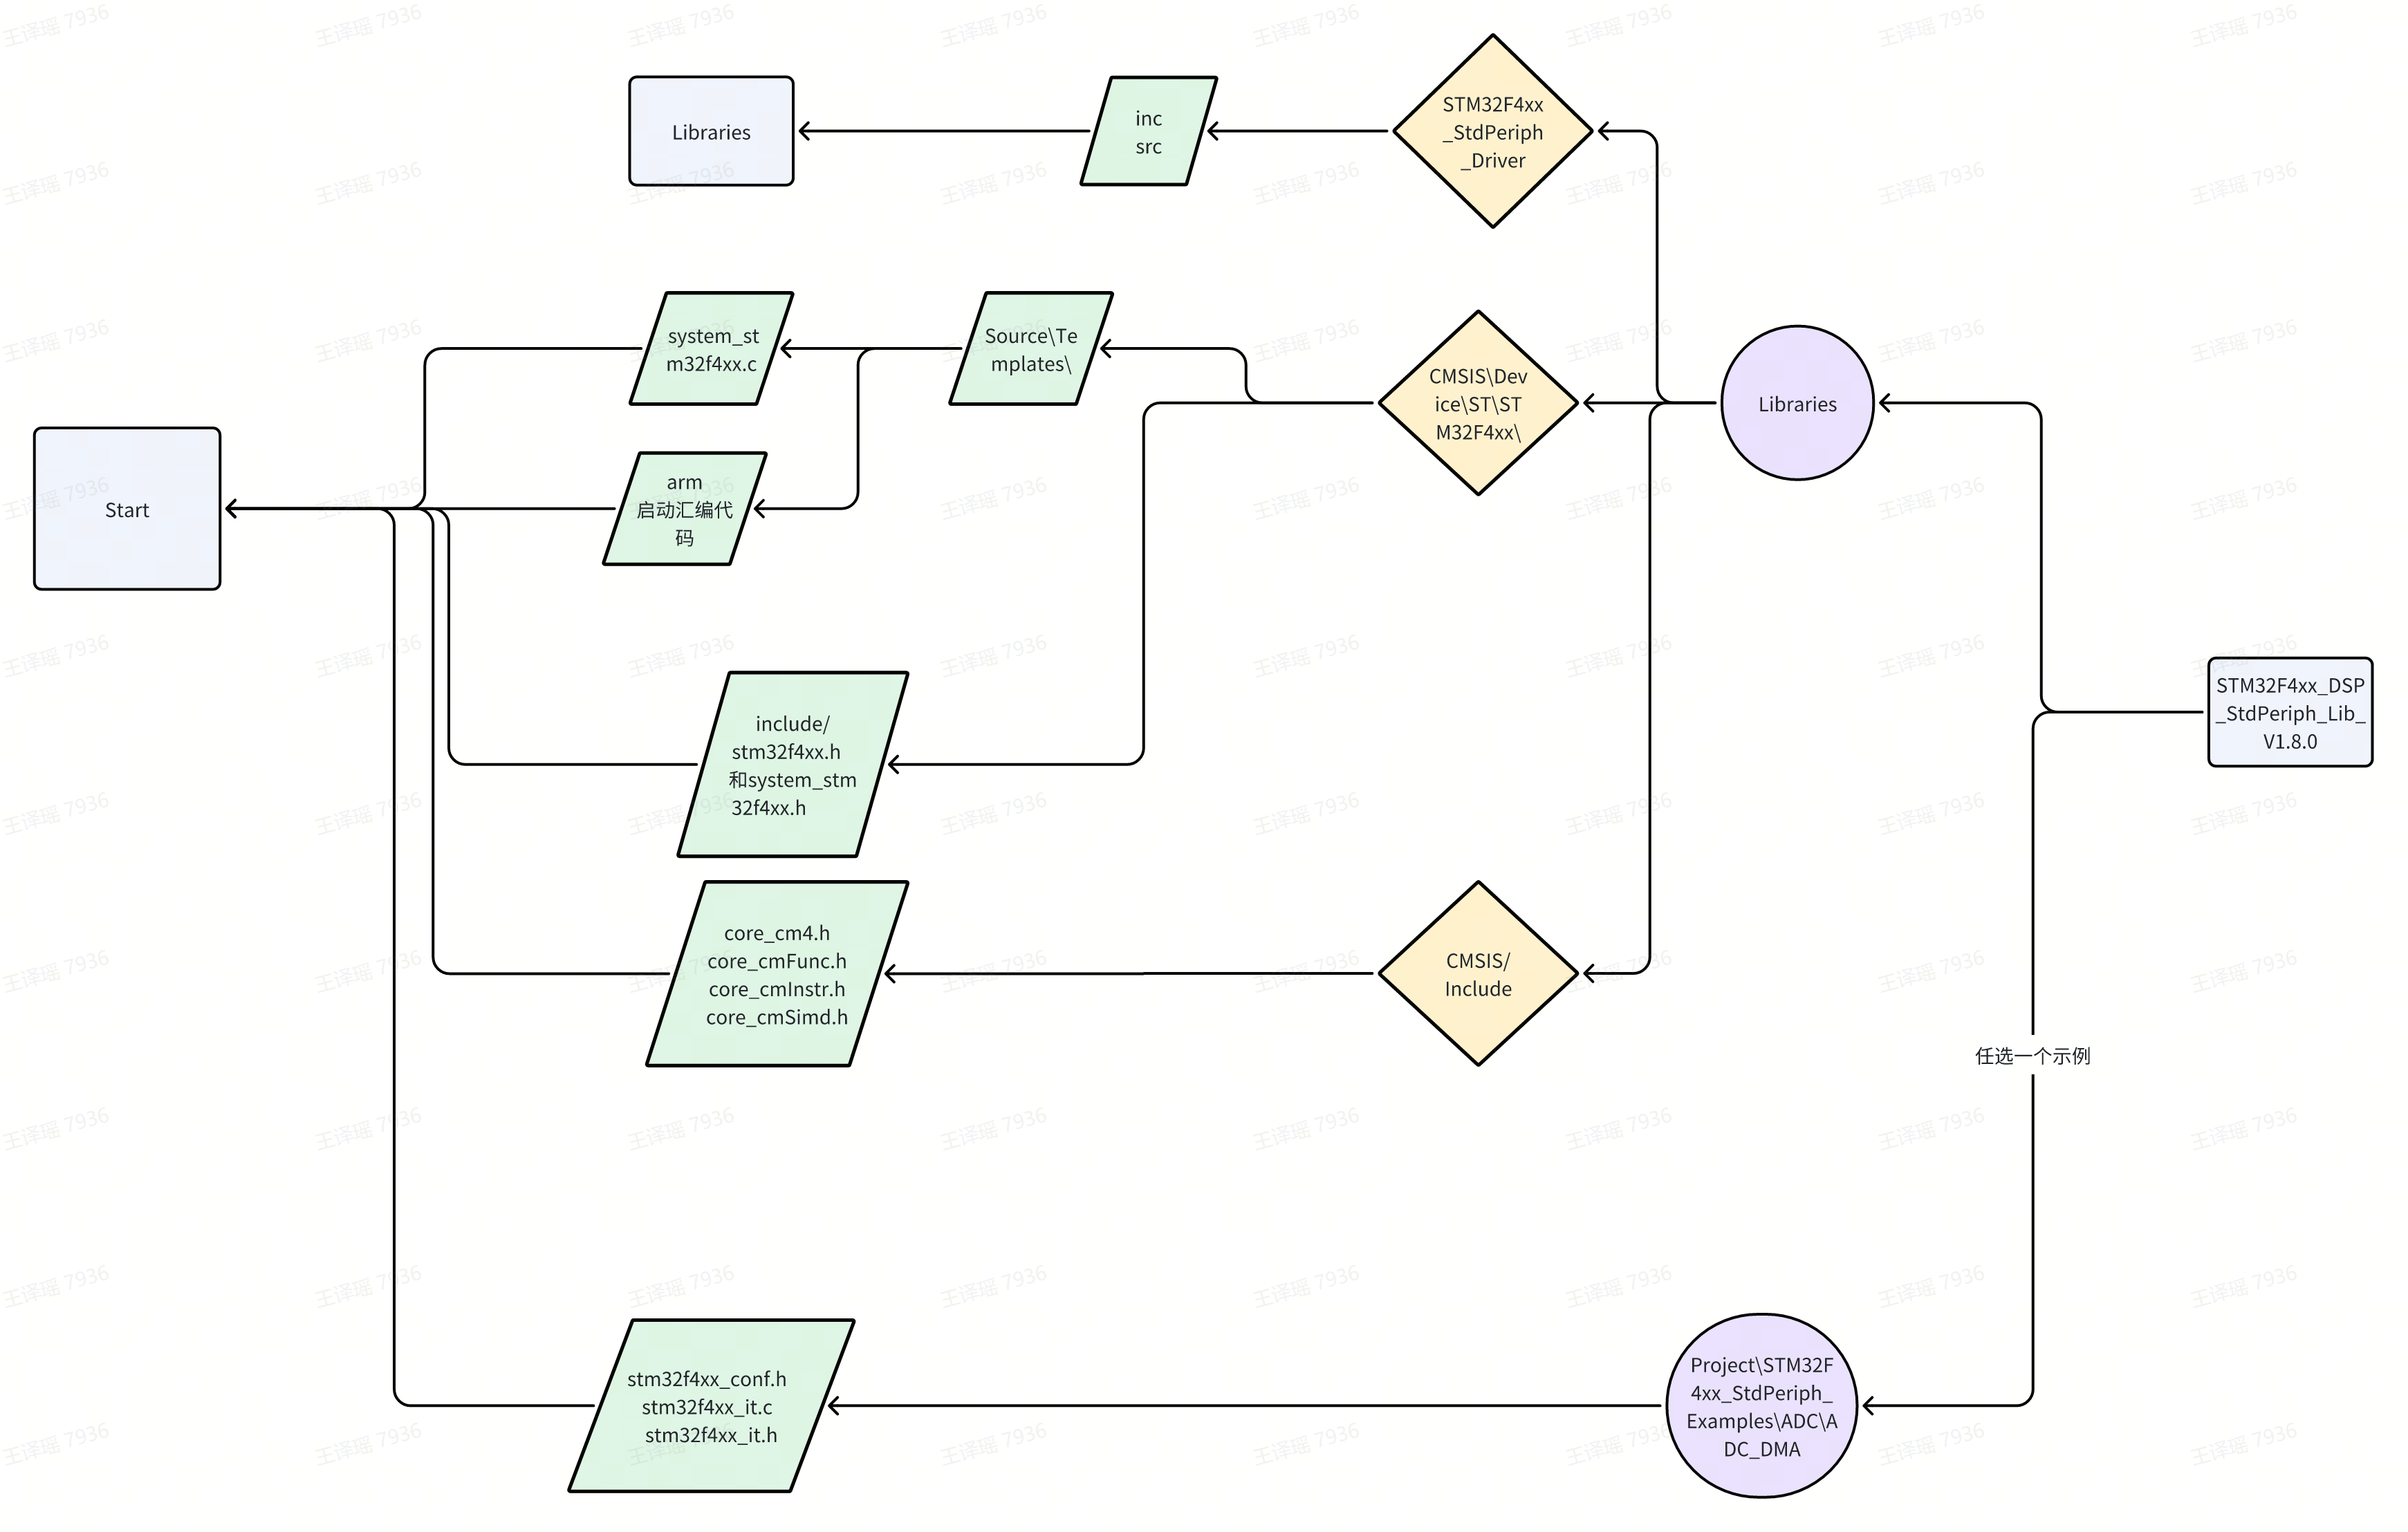 Libraries
inc
src
STM32F4xx
_StdPeriph
_Driver
system_st
m32f4xx.c
Source\Te
mplates\
CMSIS\Dev
ice\ST\ST
M32F4xx\
Libraries
Start
arm
启动汇编代
码
include/
stm32f4xx.h
和system_stm
32f4xx.h
STM32F4xx_DSP
_StdPeriph_Lib_
V1.8.0
core_cm4.h
core_cmFunc.h
core_cmInstr.h
core_cmSimd.h
CMSIS/
Include
任选一个示例
stm32f4xx_conf.h
stm32f4xx_it.c
stm32f4xx_it.h
Project\STM32F
4xx_StdPeriph_
Examples\ADC\A
DC_DMA
王译瑶 7936